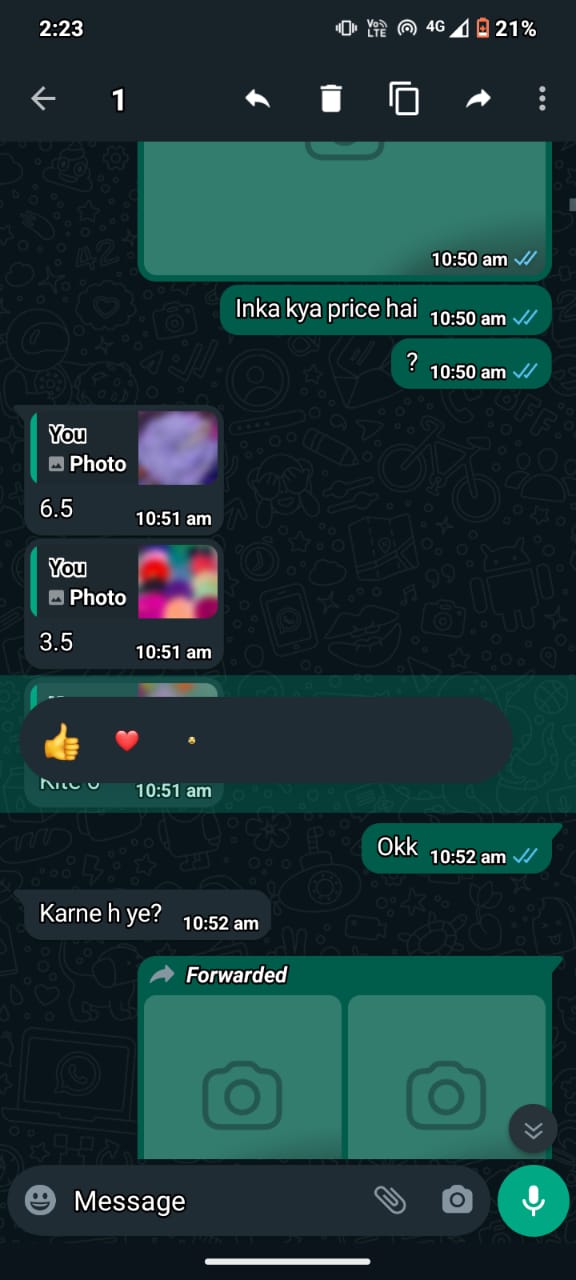 2:23
Vo))
LTE
4G
21%
1
10:50 am
Inka kya price hai
10:50 am
?
10:50 am
You
Photo
6.5
10:51 am
You
Photo
3.5
10:51 am
10:51 am
Okk
10:52 am
Karne h ye?
10:52 am
Forwarded
Message